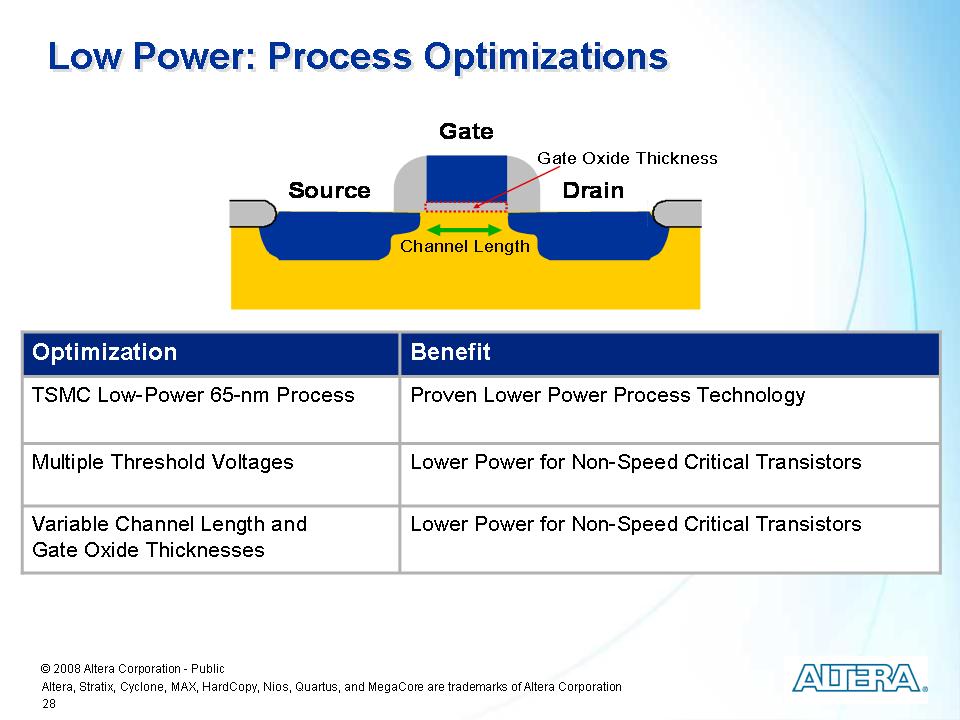 Low Power: Process Optimizations
Gate
Gate Oxide Thickness
Source
Drain
Channel Length
Optimization
Benefit
TSMC Low-Power 65-nm Process
Proven Lower Power Process Technology
Multiple Threshold Voltages
Lower Power for Non-Speed Critical Transistors
Variable Channel Length and
Gate Oxide Thicknesses
Lower Power for Non-Speed Critical Transistors
© 2008 Altera Corporation - Public
Altera, Stratix, Cyclone, MAX, HardCopy, Nios, Quartus, and MegaCore are trademarks of Altera Corporation
28
ALTERA®